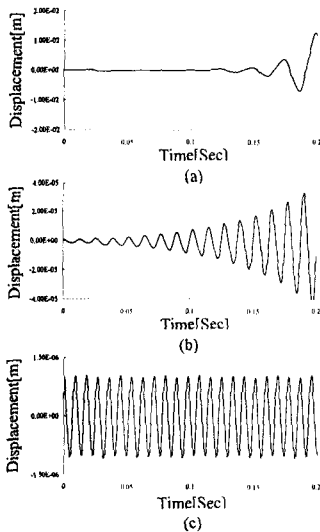 Displacement[m]
2.00E-02
1.00E-02
0.00E+00
-1.00E-02
-2.00E-02
0
0.05
0.1
0.15
0.2
Time[Sec]
(a)
Displacement[m]
4.00E-05
2.00E-05
0.00E+00
-2.00E-05
-4.00E-05
0
0.05
0.1
0.15
0.2
Time[Sec]
(b)
Displacement[m]
1.50E-06
0.00E+00
-1.50E-06
0
0.05
0.1
0.15
0.2
Time[Sec]
(c)